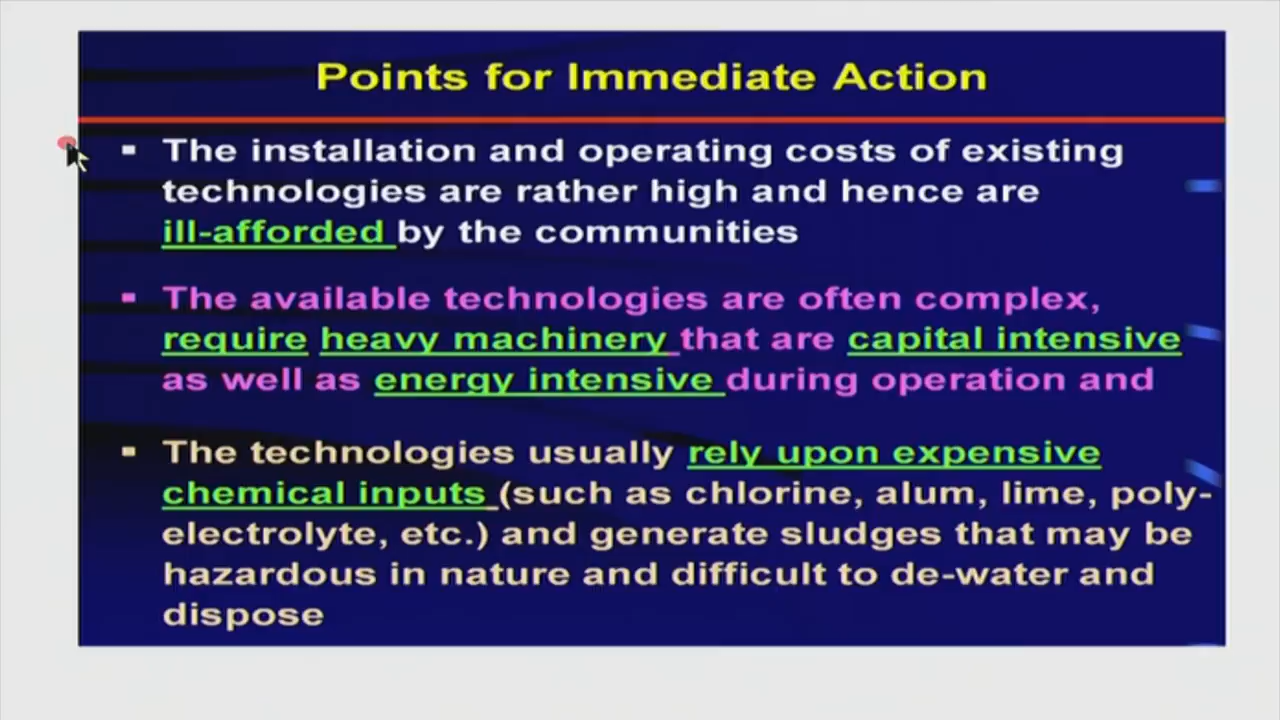 Points for Immediate Action
▪ The installation and operating costs of existing
technologies are rather high and hence are
ill-afforded by the communities
▪ The available technologies are often complex,
require heavy machinery that are capital intensive
as well as energy intensive during operation and
▪ The technologies usually rely upon expensive
chemical inputs (such as chlorine, alum, lime, poly-
electrolyte, etc.) and generate sludges that may be
hazardous in nature and difficult to de-water and
dispose